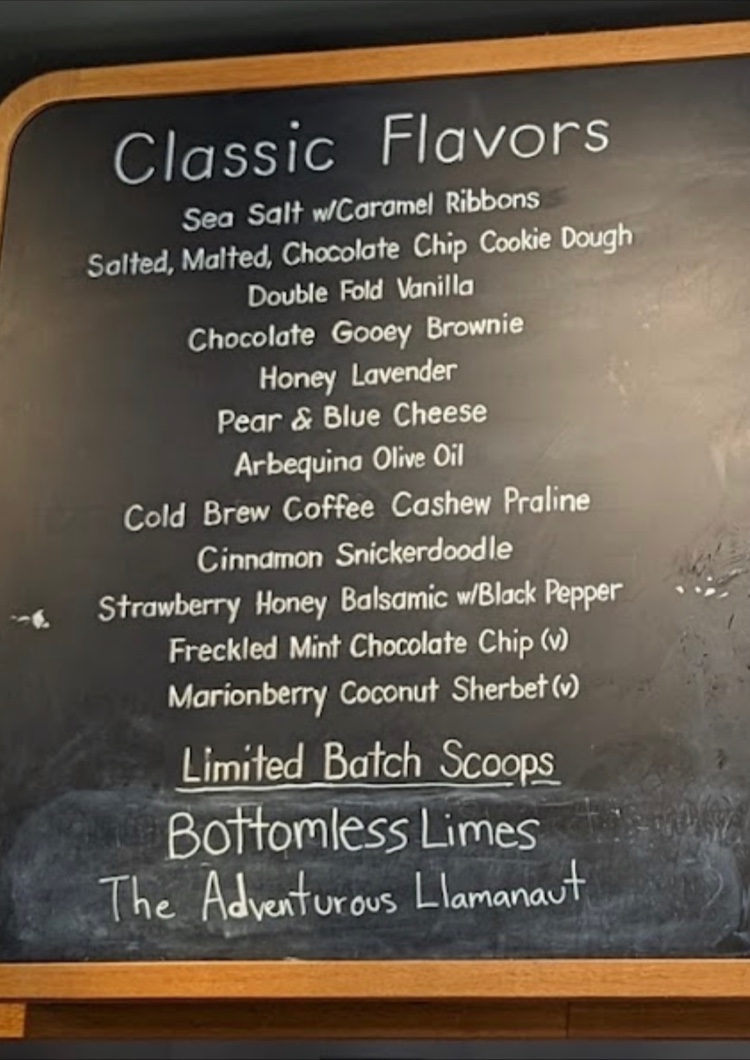 Classic Flavors
Sea Salt w/Caramel Ribbons
Salted, Malted, Chocolate Chip Cookie Dough
Double Fold Vanilla
Chocolate Gooey Brownie
Honey Lavender
Pear & Blue Cheese
Arbequina Olive Oil
Cold Brew Coffee Cashew Praline
Cinnamon Snickerdoodle
Strawberry Honey Balsamic w/Black Pepper
Freckled Mint Chocolate Chip (v)
Marionberry Coconut Sherbet (v)
Limited Batch Scoops
Bottomless Limes
The Adventurous Llamanaut